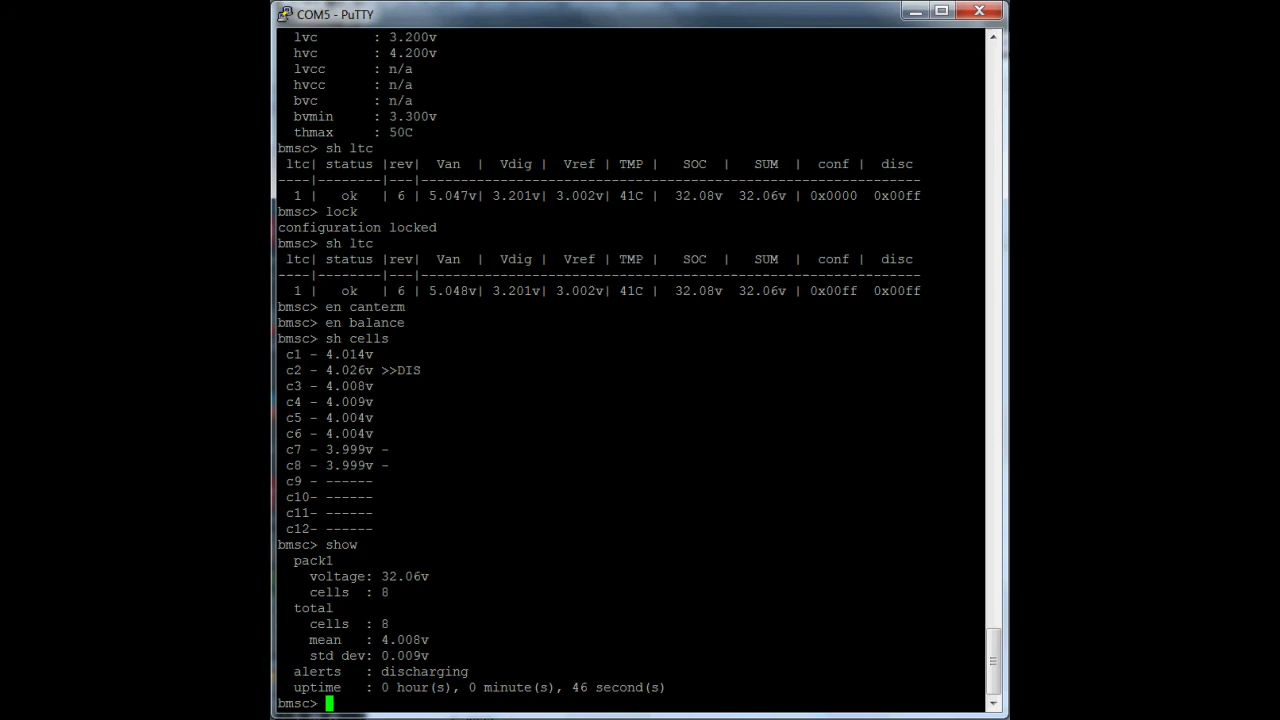 COM5 - PuTTY
lvc : 3.200v
hvc : 4.200v
lvcc : n/a
hvcc : n/a
bvc : n/a
bvmin : 3.300v
thmax : 50C
bmsc> sh ltc
ltc| status |rev| Van | Vdig | Vref | TMP | SOC | SUM | conf | disc
----|--------|---|----------------------------------------------------------------
1 | ok | 6 | 5.047v| 3.201v| 3.002v| 41C | 32.08v 32.06v | 0x0000 0x00ff
bmsc> lock
configuration locked
bmsc> sh ltc
ltc| status |rev| Van | Vdig | Vref | TMP | SOC | SUM | conf | disc
----|--------|---|----------------------------------------------------------------
1 | ok | 6 | 5.048v| 3.201v| 3.002v| 41C | 32.08v 32.06v | 0x00ff 0x00ff
bmsc> en canterm
bmsc> en balance
bmsc> sh cells
c1 - 4.014v
c2 - 4.026v >>DIS
c3 - 4.008v
c4 - 4.009v
c5 - 4.004v
c6 - 4.004v
c7 - 3.999v -
c8 - 3.999v -
c9 - ------
c10- ------
c11- ------
c12- ------
bmsc> show
pack1
voltage: 32.06v
cells : 8
total
cells : 8
mean : 4.008v
std dev: 0.009v
alerts : discharging
uptime : 0 hour(s), 0 minute(s), 46 second(s)
bmsc>